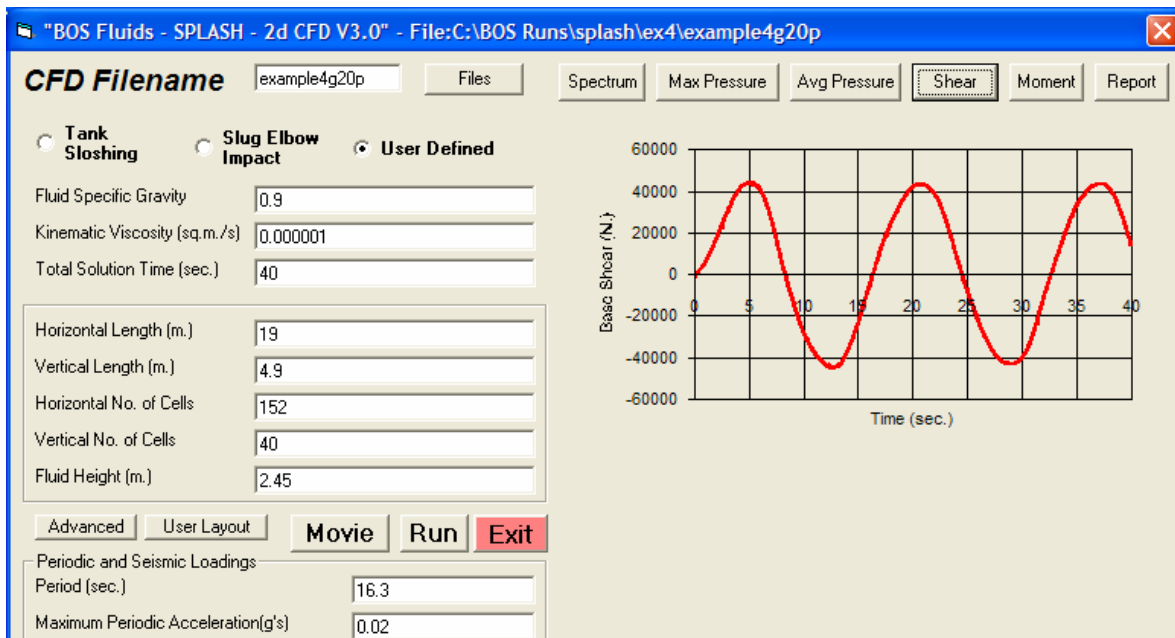 "BOS Fluids - SPLASH - 2d CFD V3.0" - File:C:\BOS Runs\splash\ex4\example4g20p
CFD Filename example4g20p Files
Spectrum Max Pressure Avg Pressure Shear Moment Report
Tank Sloshing
Slug Elbow Impact
User Defined
Fluid Specific Gravity 0.9
Kinematic Viscosity (sq.m./s) 0.000001
Total Solution Time (sec.) 40
Horizontal Length (m.) 19
Vertical Length (m.) 4.9
Horizontal No. of Cells 152
Vertical No. of Cells 40
Fluid Height (m.) 2.45
Advanced User Layout Movie Run Exit
Periodic and Seismic Loadings
Period (sec.) 16.3
Maximum Periodic Acceleration(g's) 0.02
Base Shear (N.)
60000
40000
20000
0
-20000
-40000
-60000
0 5 10 15 20 25 30 35 40
Time (sec.)